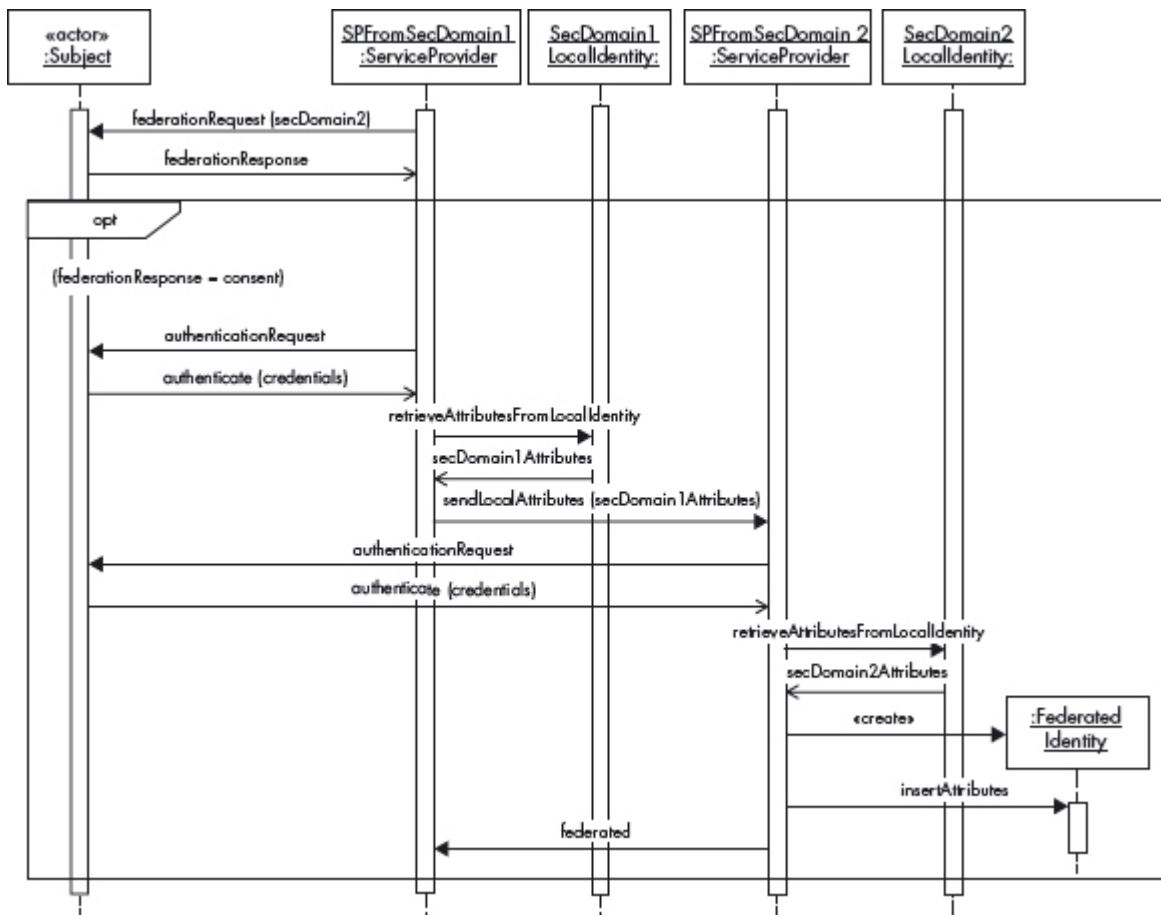 «actor»
:Subject
SPFromSecDomain1
:ServiceProvider
SecDomain1
LocalIdentity:
SPFromSecDomain 2
:ServiceProvider
SecDomain2
LocalIdentity:
federationRequest (secDomain2)
federationResponse
opt
(federationResponse = consent)
authenticationRequest
authenticate (credentials)
retrieveAttributesFromLocalIdentity
secDomain1Attributes
sendLocalAttributes (secDomain1Attributes)
authenticationRequest
authenticate (credentials)
retrieveAttributesFromLocalIdentity
secDomain2Attributes
«create»
:Federated
Identity
insertAttributes
federated